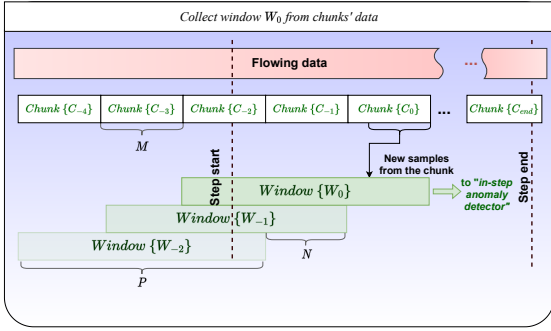 Collect window W₀ from chunks' data
Flowing data
...
Chunk {C₋₄} Chunk {C₋₃} Chunk {C₋₂} Chunk {C₋₁} Chunk {C₀} ... Chunk {Cₑₙ𝒹}
M
Step start
New samples
from the chunk
Step end
Window {W₀}
to "in-step
anomaly
detector"
Window {W₋₁}
Window {W₋₂}
N
P